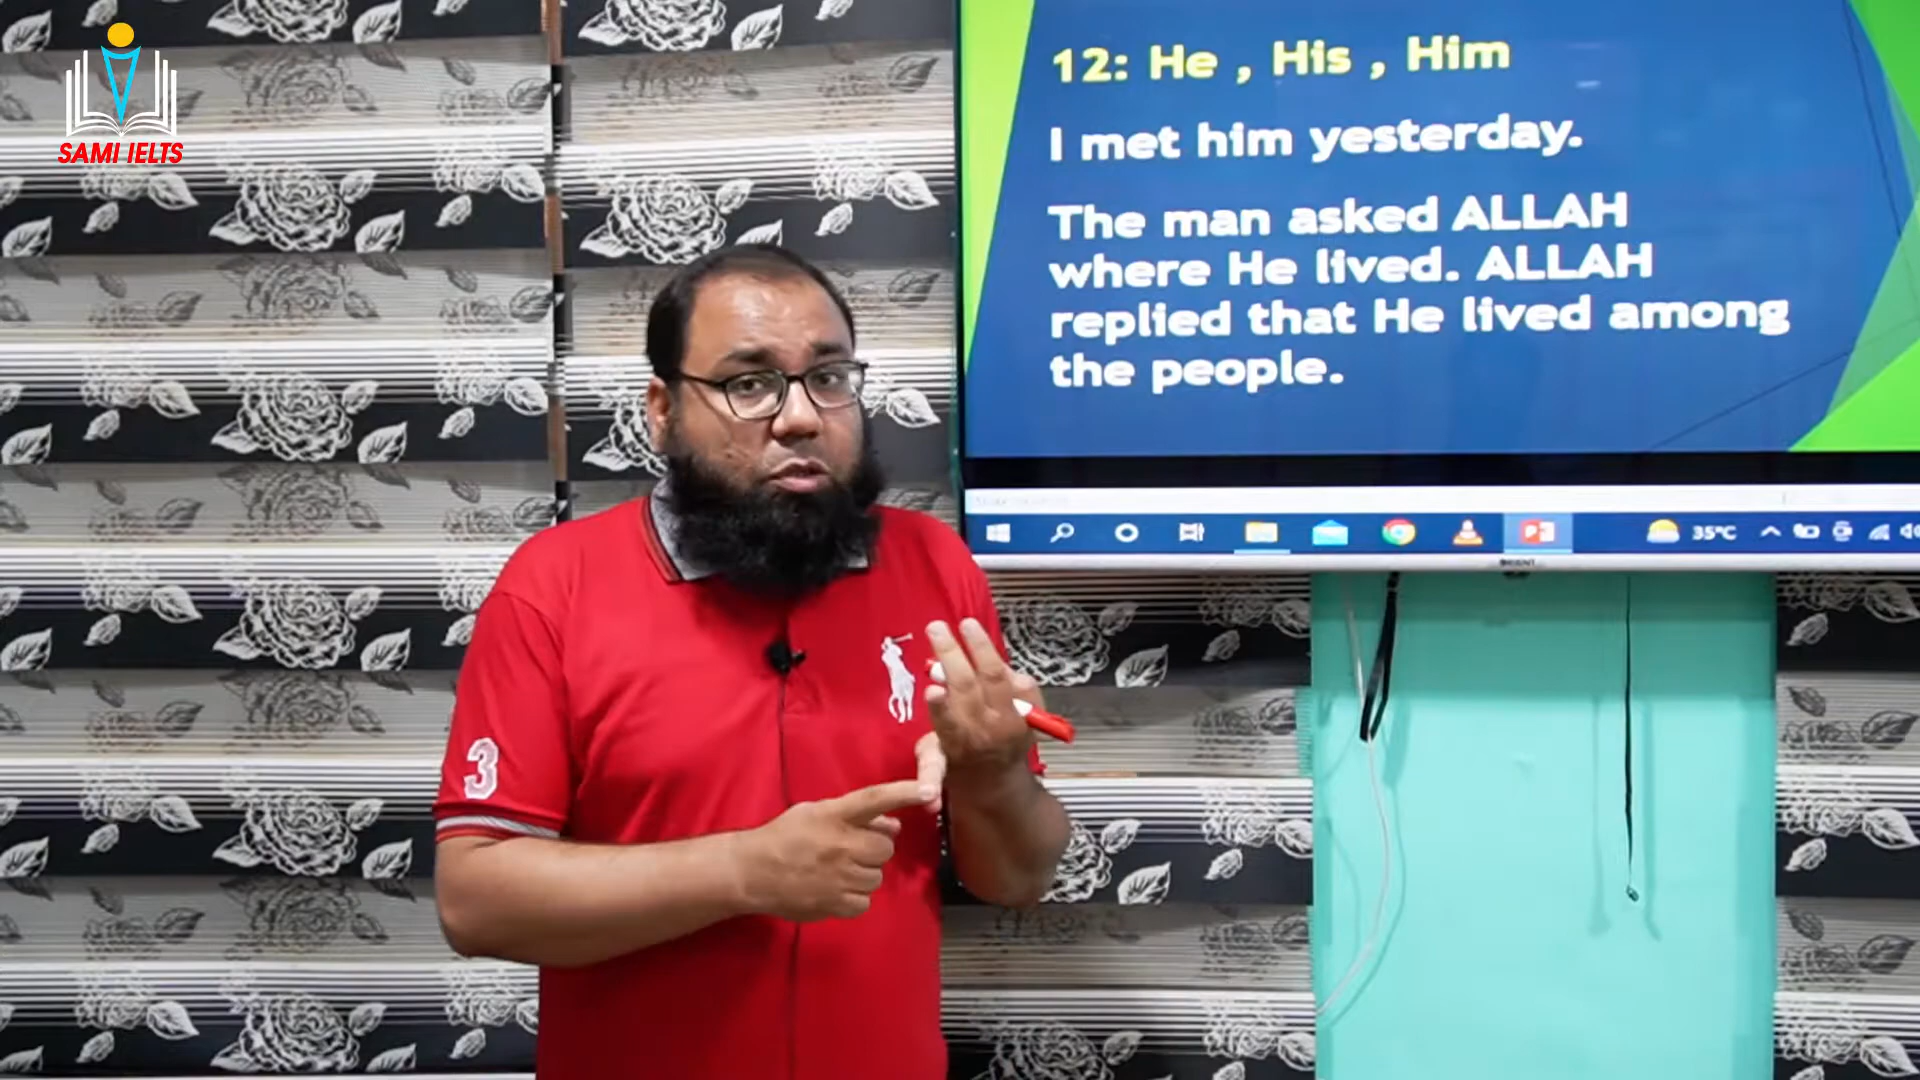 SAMI IELTS
12: He , His , Him
I met him yesterday.
The man asked ALLAH
where He lived. ALLAH
replied that He lived among
the people.
35°C
3